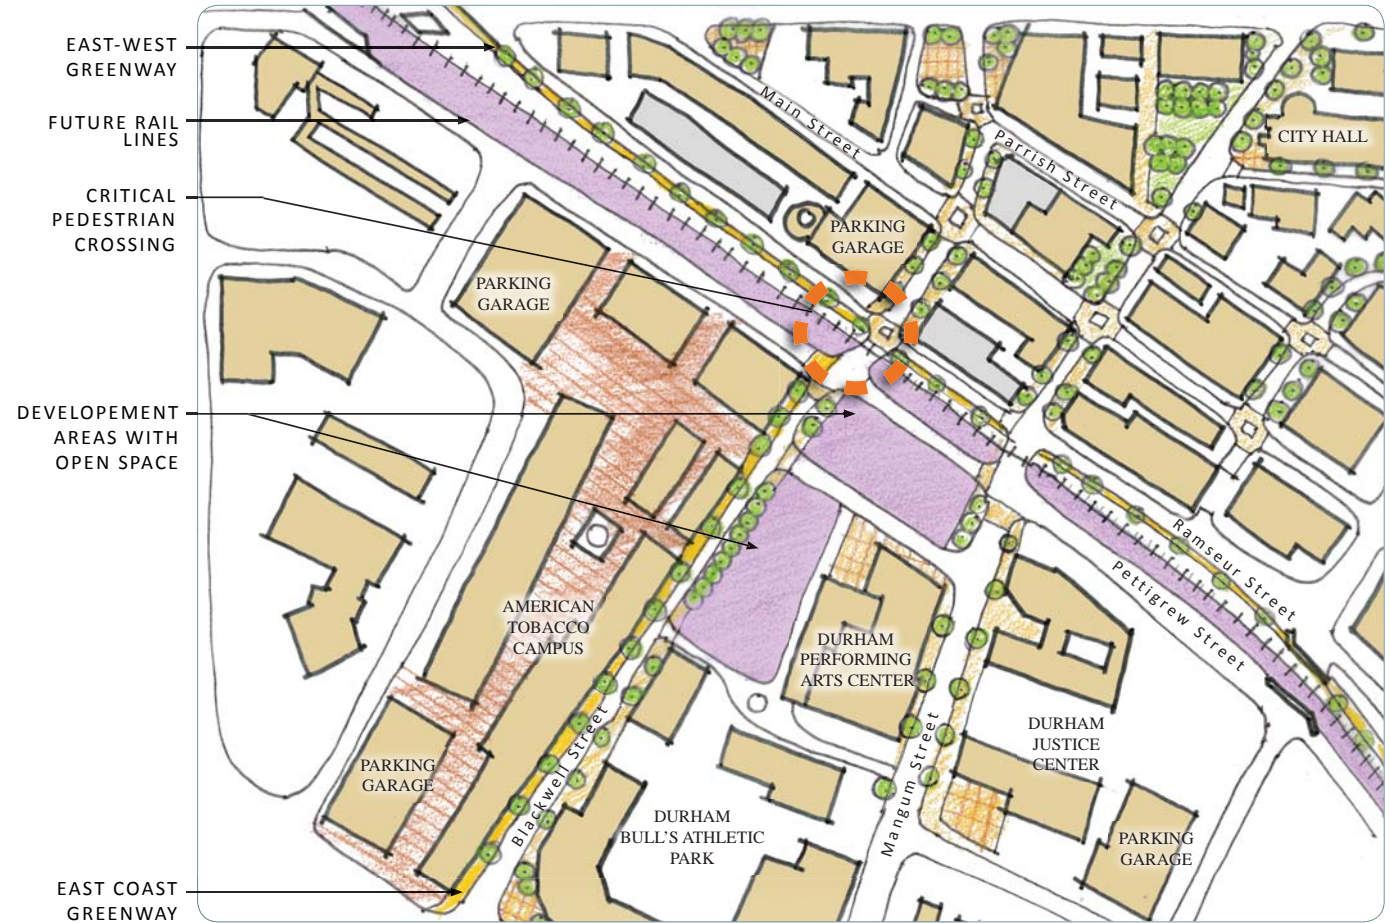 EAST-WEST
GREENWAY
FUTURE RAIL
LINES
CRITICAL
PEDESTRIAN
CROSSING
DEVELOPEMENT
AREAS WITH
OPEN SPACE
EAST COAST
GREENWAY
Main Street
Parrish Street
CITY HALL
PARKING
GARAGE
PARKING
GARAGE
AMERICAN
TOBACCO
CAMPUS
DURHAM
PERFORMING
ARTS CENTER
Ramseur Street
Pettigrew Street
DURHAM
JUSTICE
CENTER
PARKING
GARAGE
Blackwell Street
DURHAM
BULL'S ATHLETIC
PARK
Mangum Street
PARKING
GARAGE